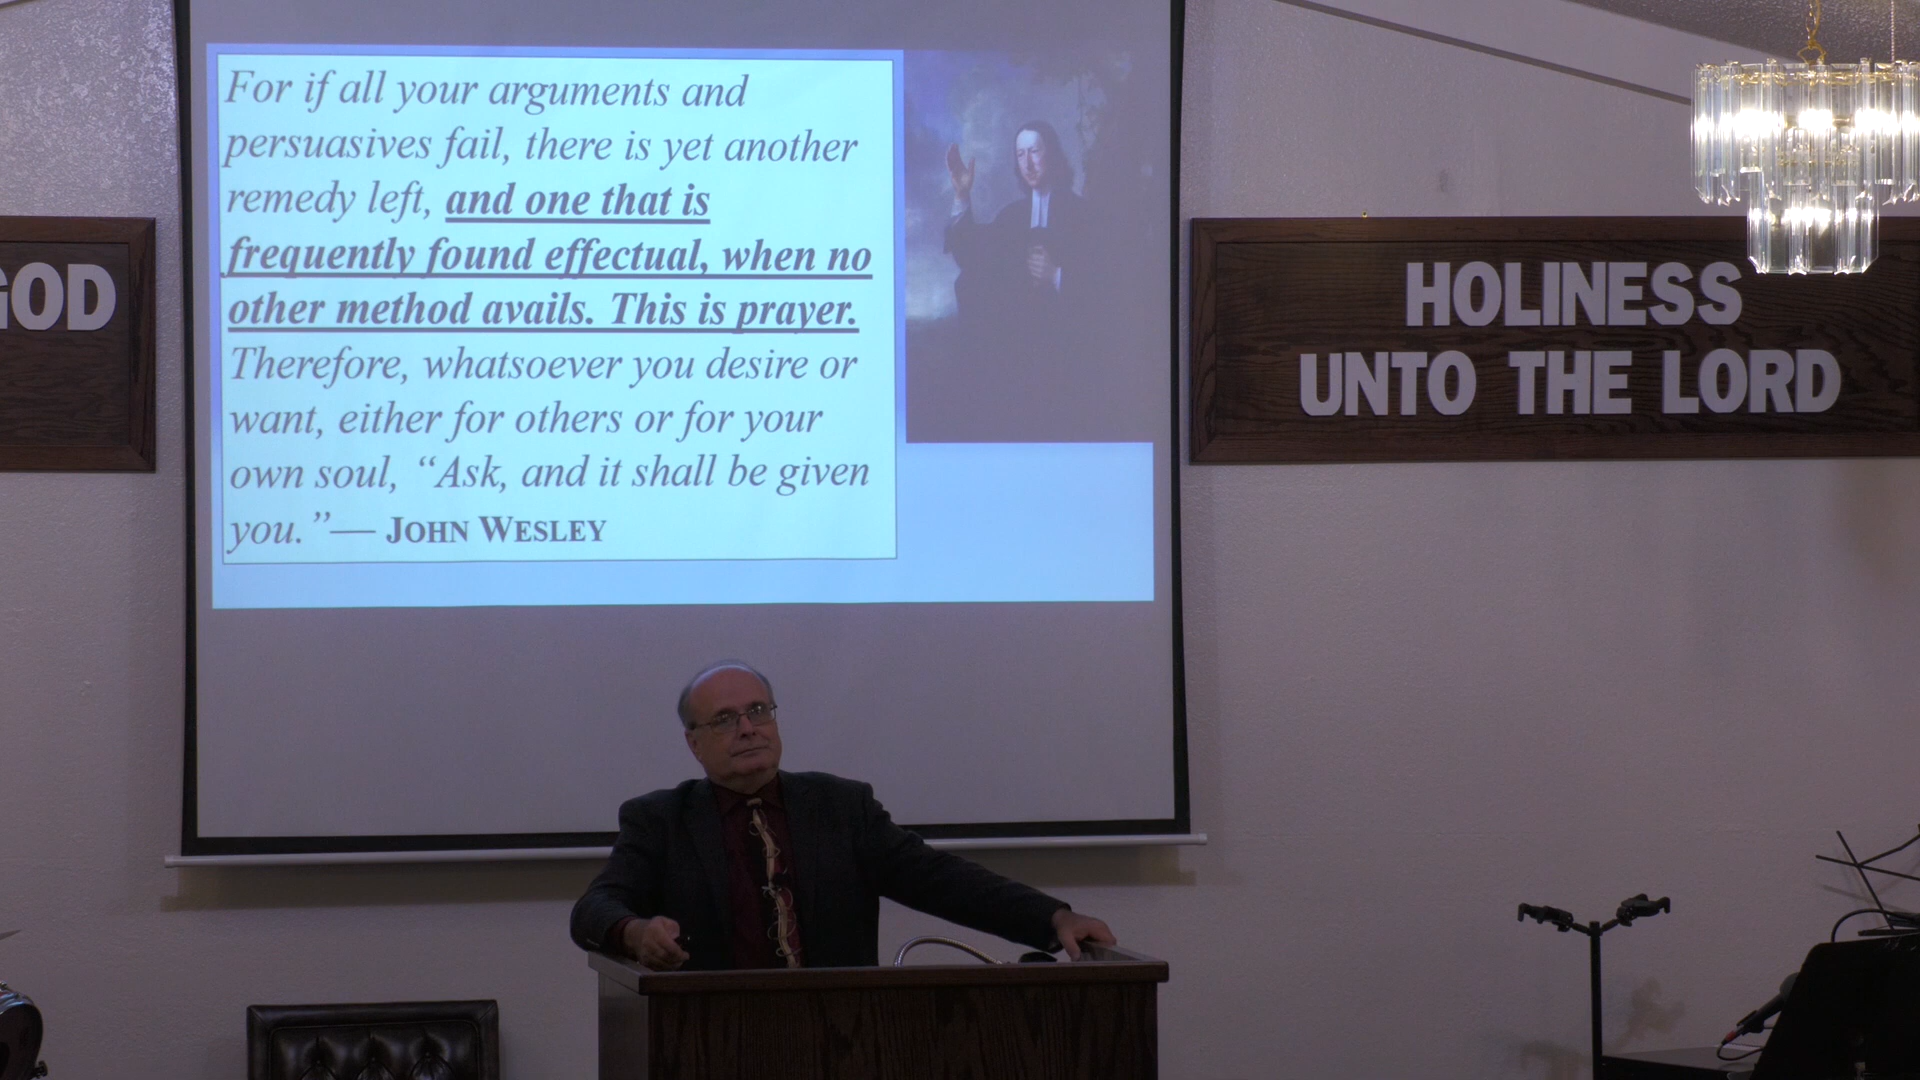 For if all your arguments and
persuasives fail, there is yet another
remedy left, and one that is
frequently found effectual, when no
other method avails. This is prayer.
Therefore, whatsoever you desire or
want, either for others or for your
own soul, “Ask, and it shall be given
you.”— JOHN WESLEY
GOD
HOLINESS
UNTO THE LORD